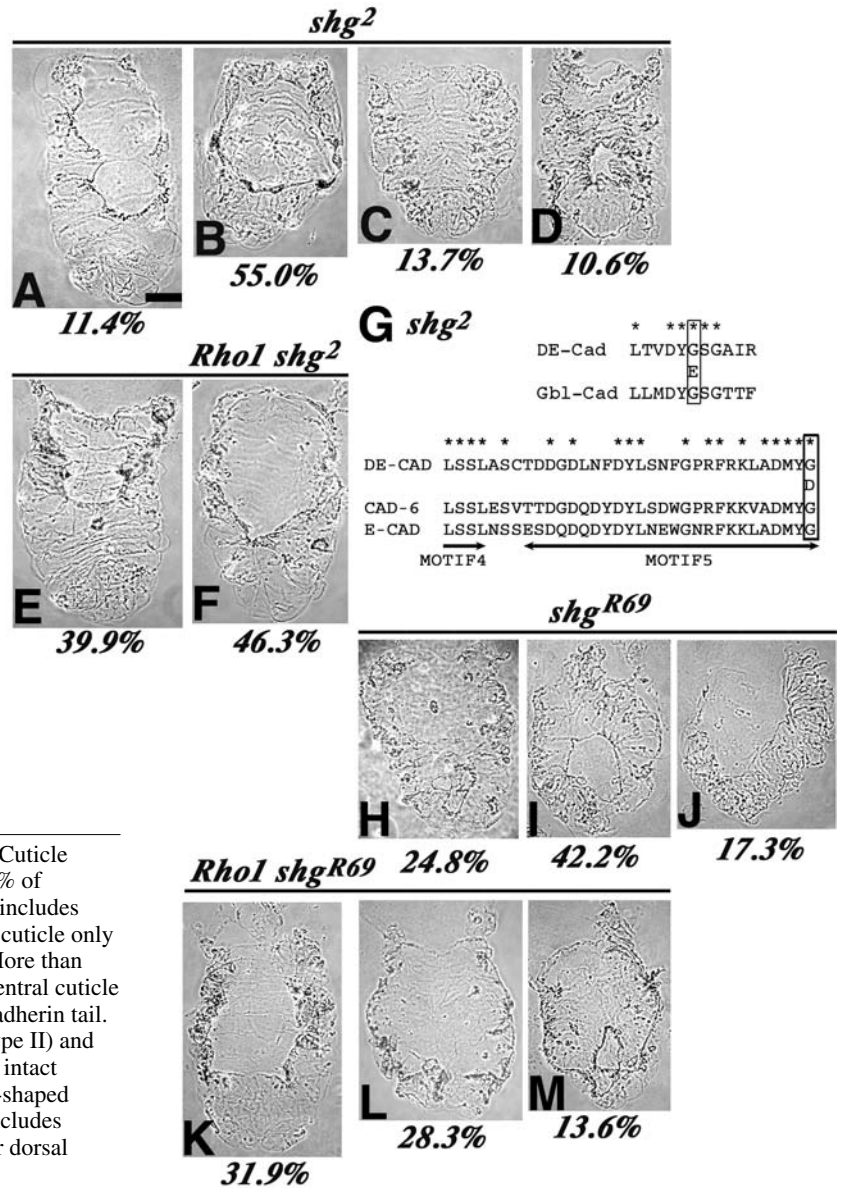 shg2
A
B
C
D
11.4%
55.0%
13.7%
10.6%
Rho1 shg2
E
F
39.9%
46.3%
G shg2
* ***** 
DE-Cad LTVDYGSGAIR
E
Gbl-Cad LLMDYGSGTTF
**** * * * *** * ** * ******
DE-CAD LSSLASCTDDGDLNFDYLSNFGPRFRKLADMYG
D
CAD-6 LSSLESVTTDGDQDYDYLSDWGPRFKKVADMYG
E-CAD LSSLNSSESDQDQDYDYLNEWGNRFKKLADMYG
MOTIF4 MOTIF5
shgR69
H
I
J
24.8%
42.2%
17.3%
Cuticle
% of
includes
cuticle only
More than
entral cuticle
adherin tail.
ype II) and
intact
-shaped
cludes
r dorsal
Rho1 shgR69
K
L
M
31.9%
28.3%
13.6%